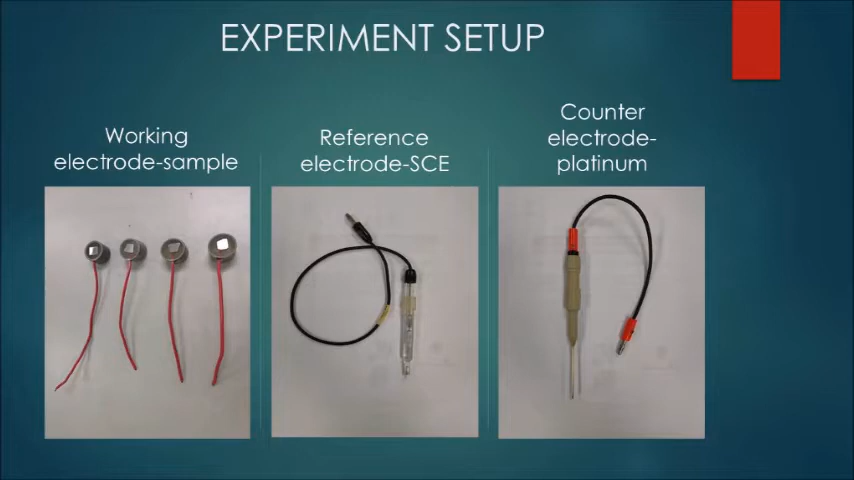 EXPERIMENT SETUP
Working
electrode-sample
Reference
electrode-SCE
Counter
electrode-
platinum